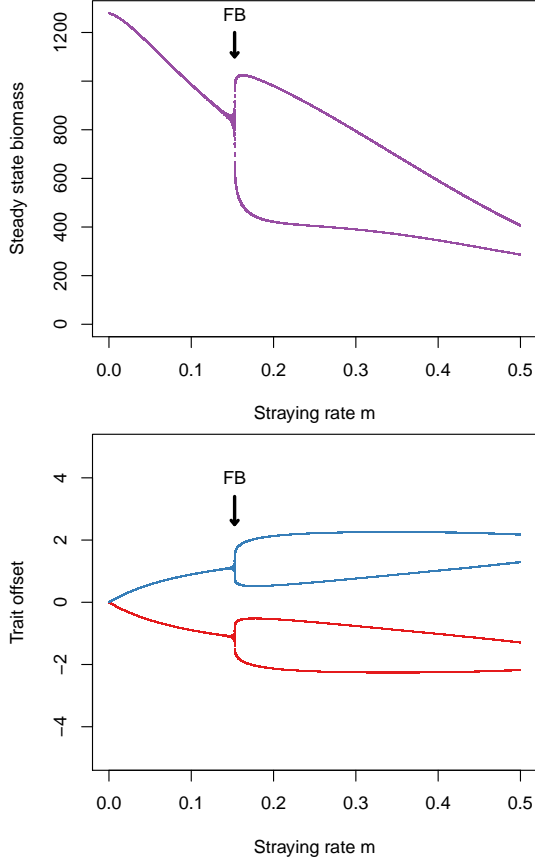 FB
1200
800
600
400
200
0
Steady state biomass
0.0 0.1 0.2 0.3 0.4 0.5
Straying rate m
FB
4
2
0
−2
−4
Trait offset
0.0 0.1 0.2 0.3 0.4 0.5
Straying rate m